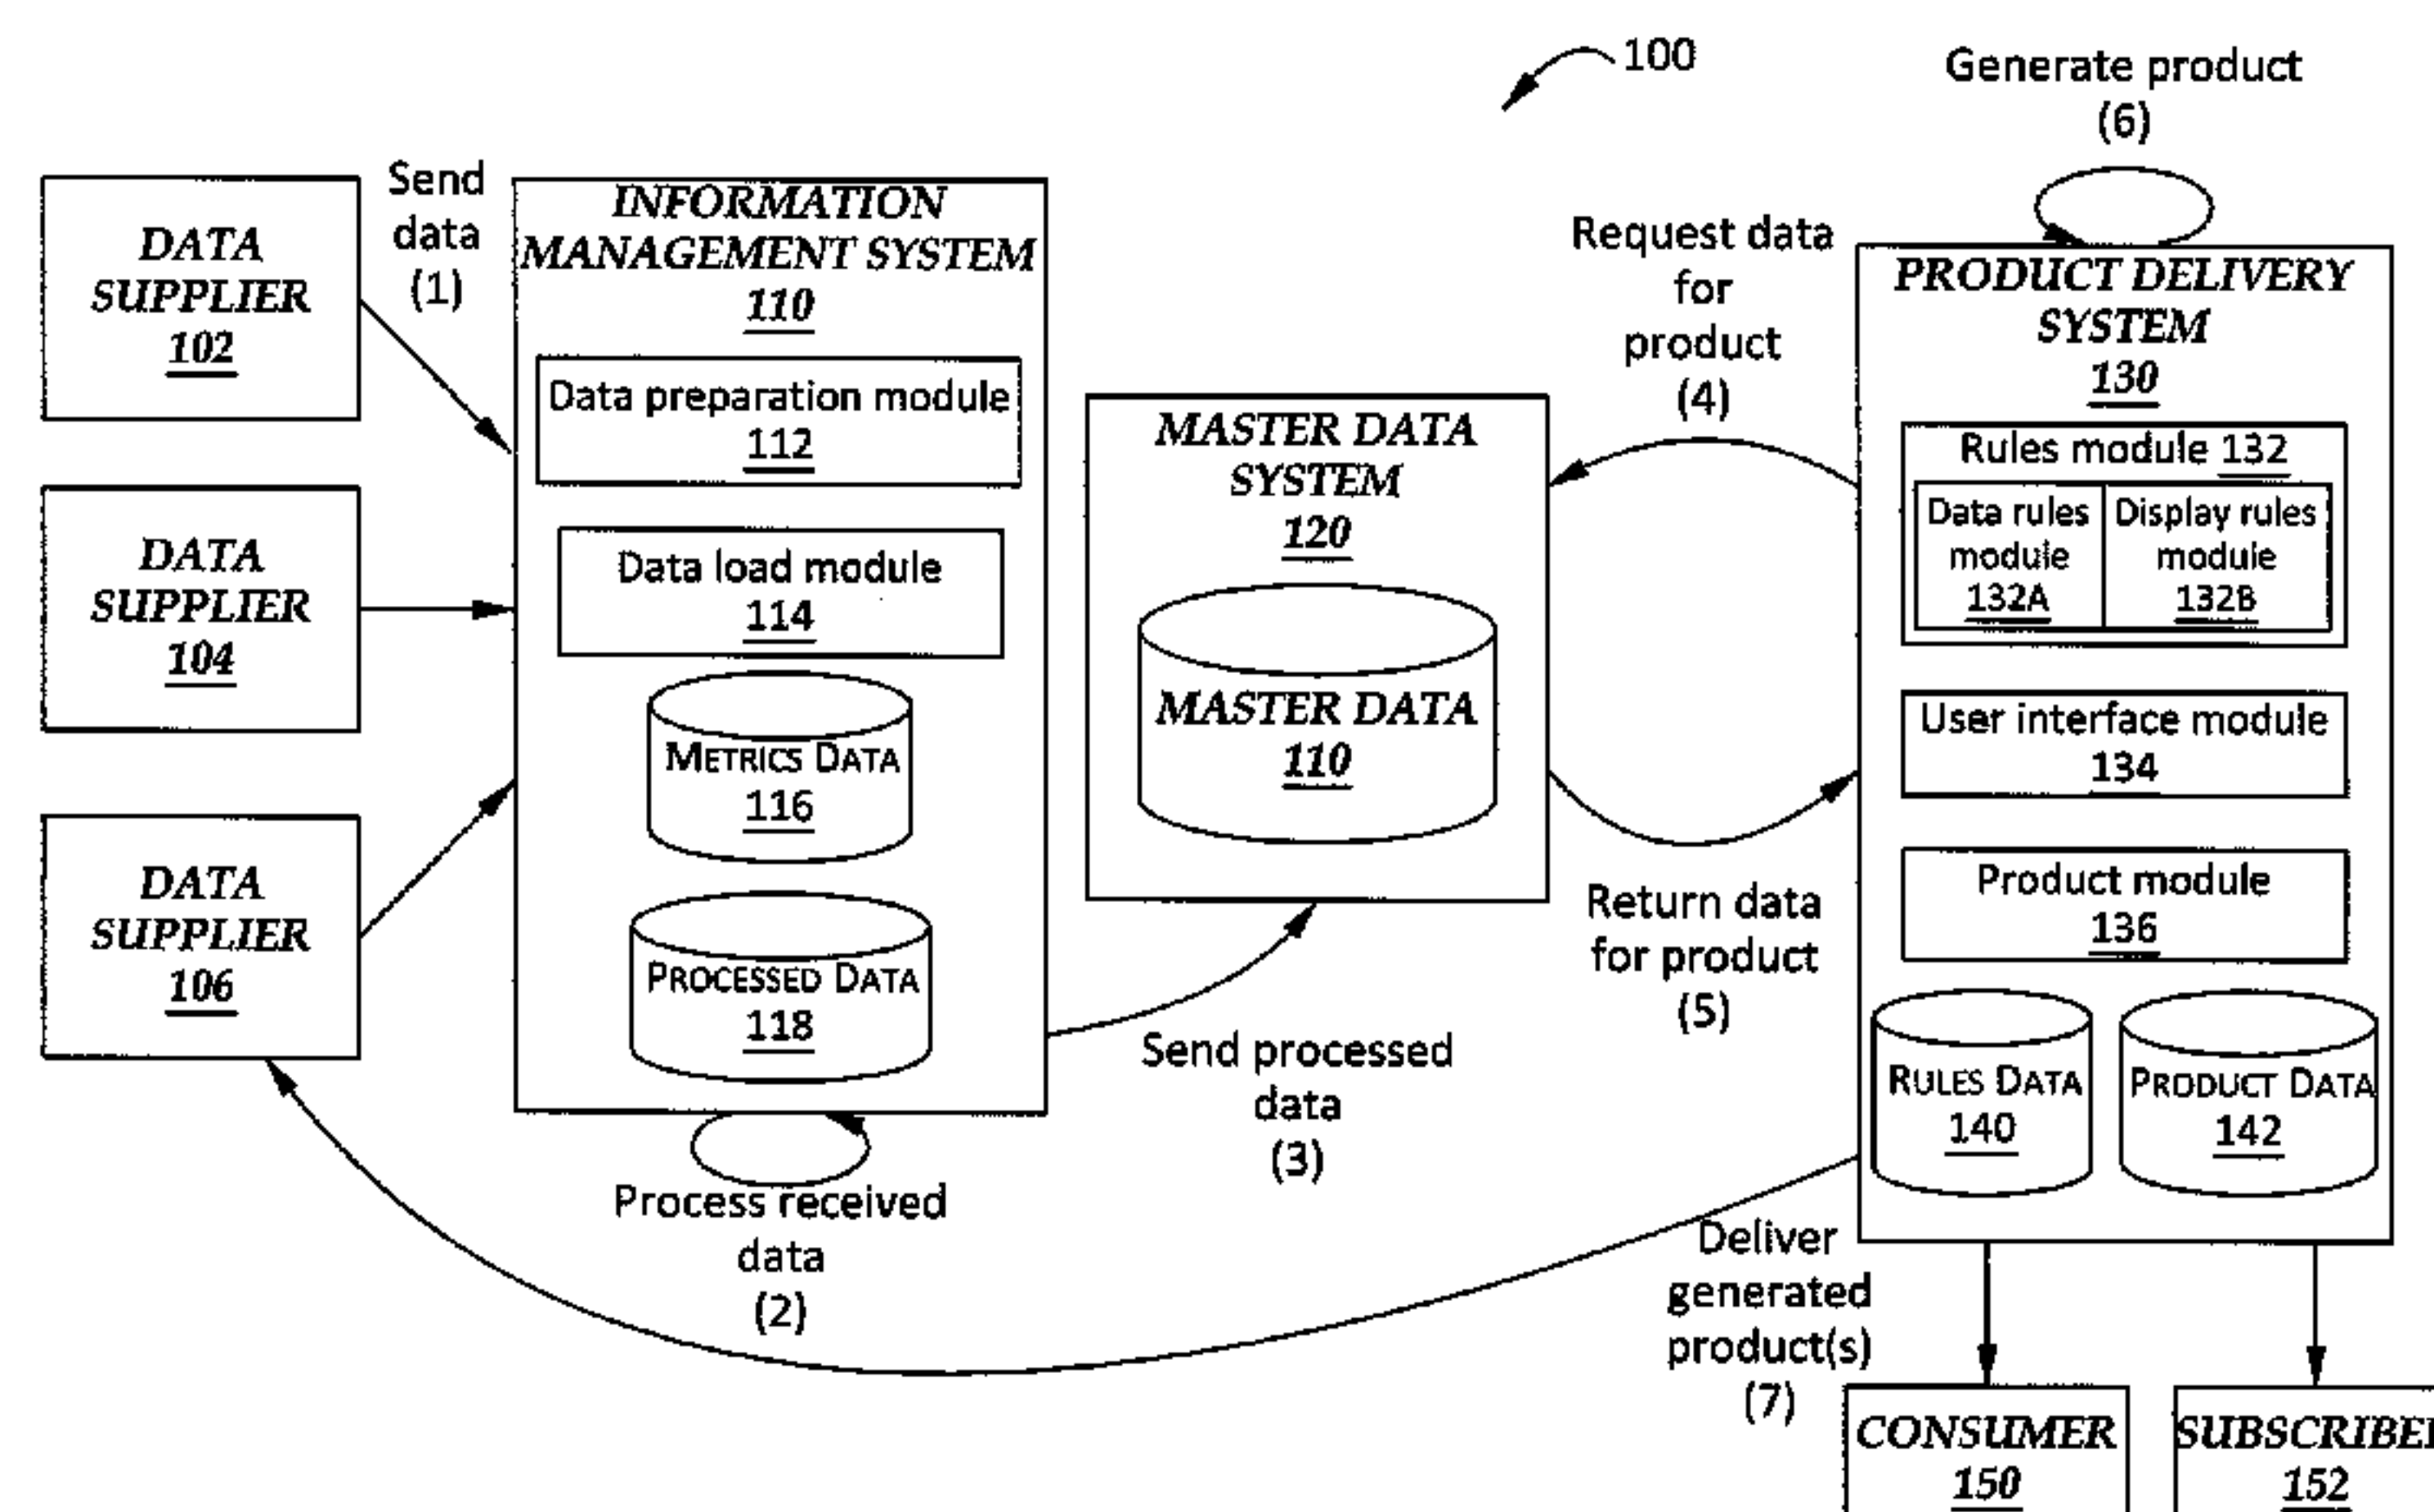 100
Generate product
(6)
Send
data
(1)
DATA
SUPPLIER
102
DATA
SUPPLIER
104
DATA
SUPPLIER
106
INFORMATION
MANAGEMENT SYSTEM
110
Data preparation module
112
Data load module
114
METRICS DATA
116
PROCESSED DATA
118
Process received
data
(2)
MASTER DATA
SYSTEM
120
MASTER DATA
110
Send processed
data
(3)
Request data
for
product
(4)
Return data
for product
(5)
PRODUCT DELIVERY
SYSTEM
130
Rules module 132
Data rules
module
132A
Display rules
module
132B
User interface module
134
Product module
136
RULES DATA
140
PRODUCT DATA
142
Deliver
generated
product(s)
(7)
CONSUMER
150
SUBSCRIBER
152